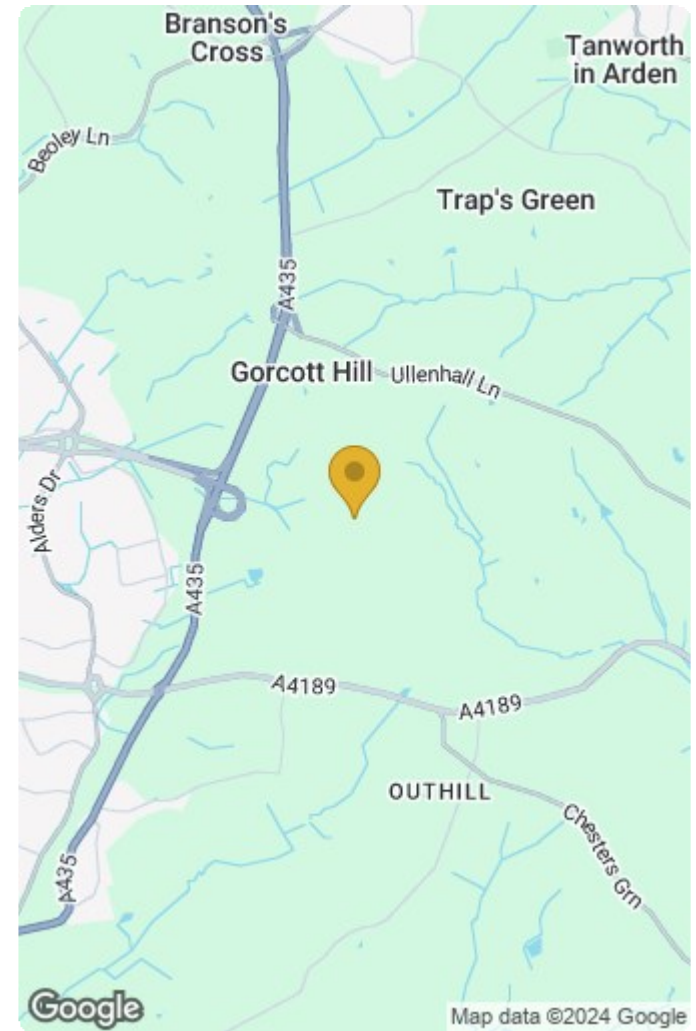 Branson's
Cross
Tanworth
in Arden
Beoley Ln
Trap's Green
A435
Gorcott Hill
Ullenhall Ln
Alders Dr
A435
A4189
A4189
OUTHILL
Chesters Grn
A435
Google
Map data ©2024 Google